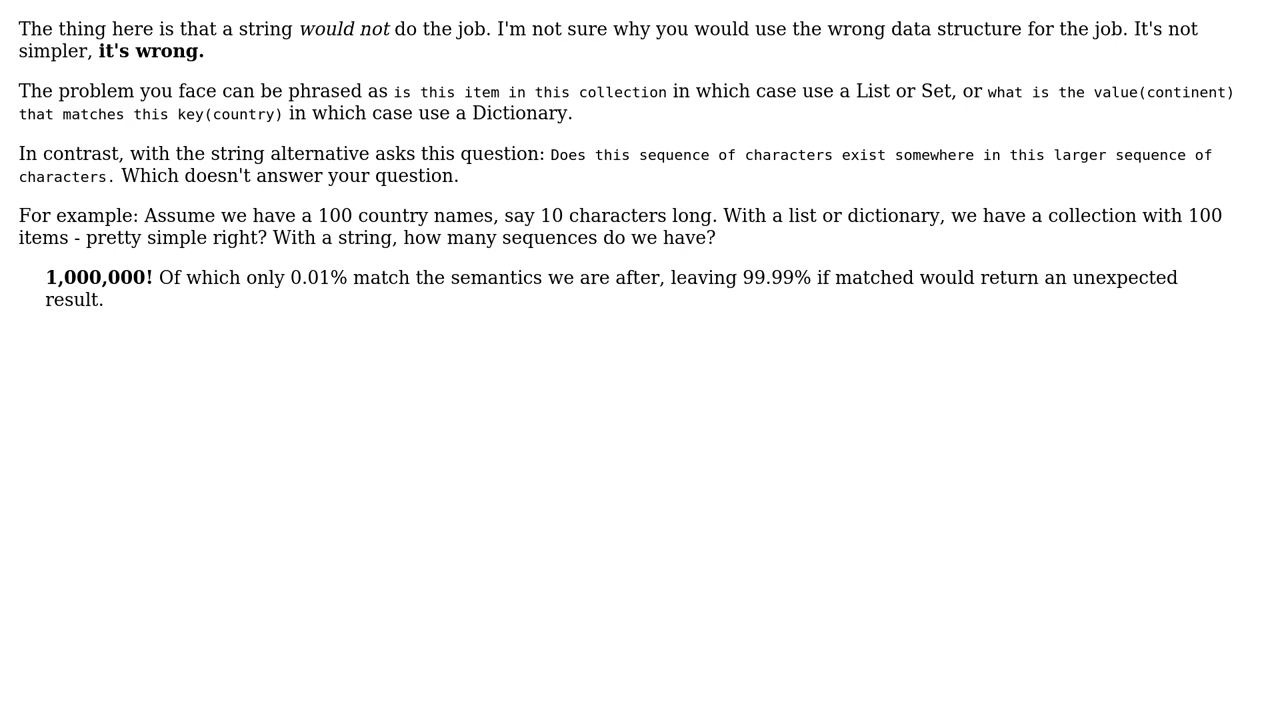 The thing here is that a string would not do the job. I'm not sure why you would use the wrong data structure for the job. It's not
simpler, it's wrong.
The problem you face can be phrased as is this item in this collection in which case use a List or Set, or what is the value(continent)
that matches this key(country) in which case use a Dictionary.
In contrast, with the string alternative asks this question: Does this sequence of characters exist somewhere in this larger sequence of
characters. Which doesn't answer your question.
For example: Assume we have a 100 country names, say 10 characters long. With a list or dictionary, we have a collection with 100
items - pretty simple right? With a string, how many sequences do we have?
1,000,000! Of which only 0.01% match the semantics we are after, leaving 99.99% if matched would return an unexpected
result.